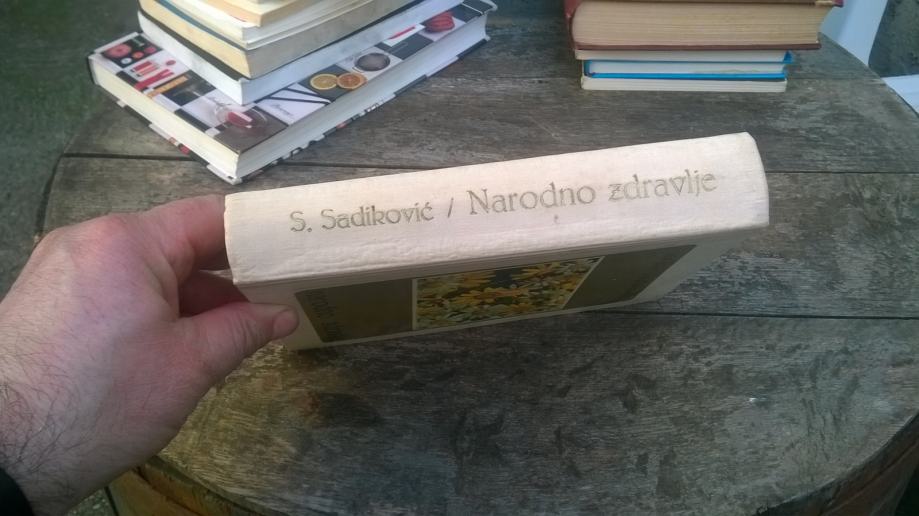 S. Sadiković / Narodno zdravlje